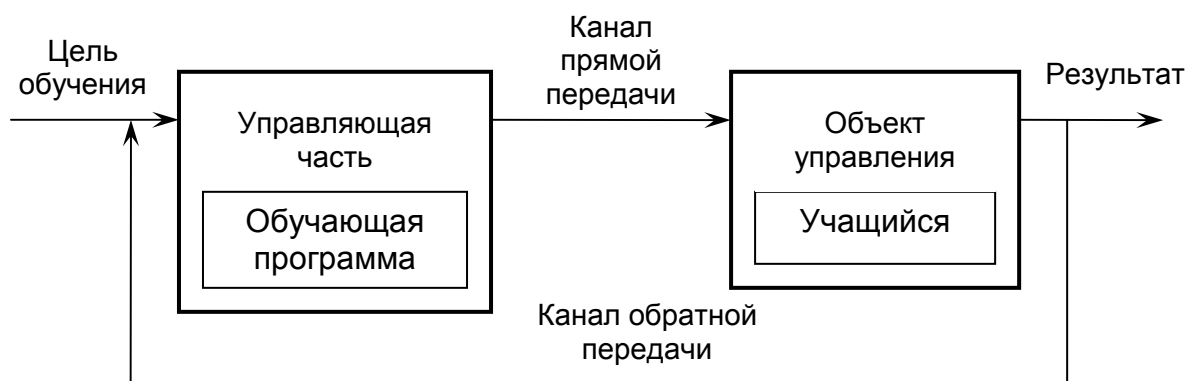 Цель
обучения
Канал
прямой
передачи
Результат
Управляющая
часть
Обучающая
программа
Объект
управления
Учащийся
Канал обратной
передачи